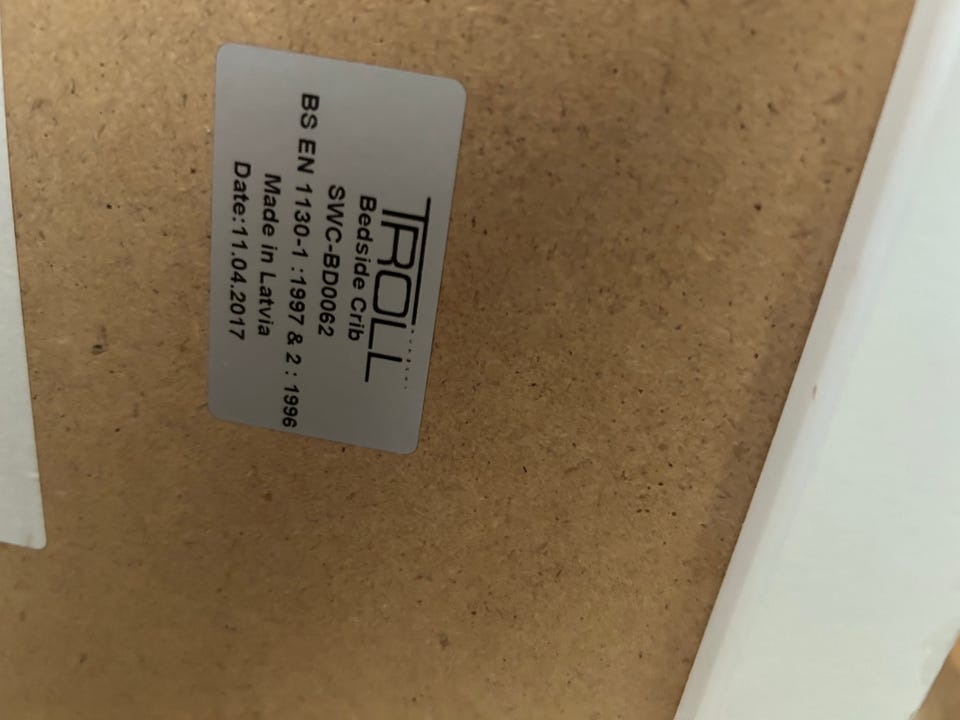 TROLL
Bedside Crib
SWC-BD0062
BS EN 1130-1 :1997 & 2 : 1996
Made in Latvia
Date:11.04.2017